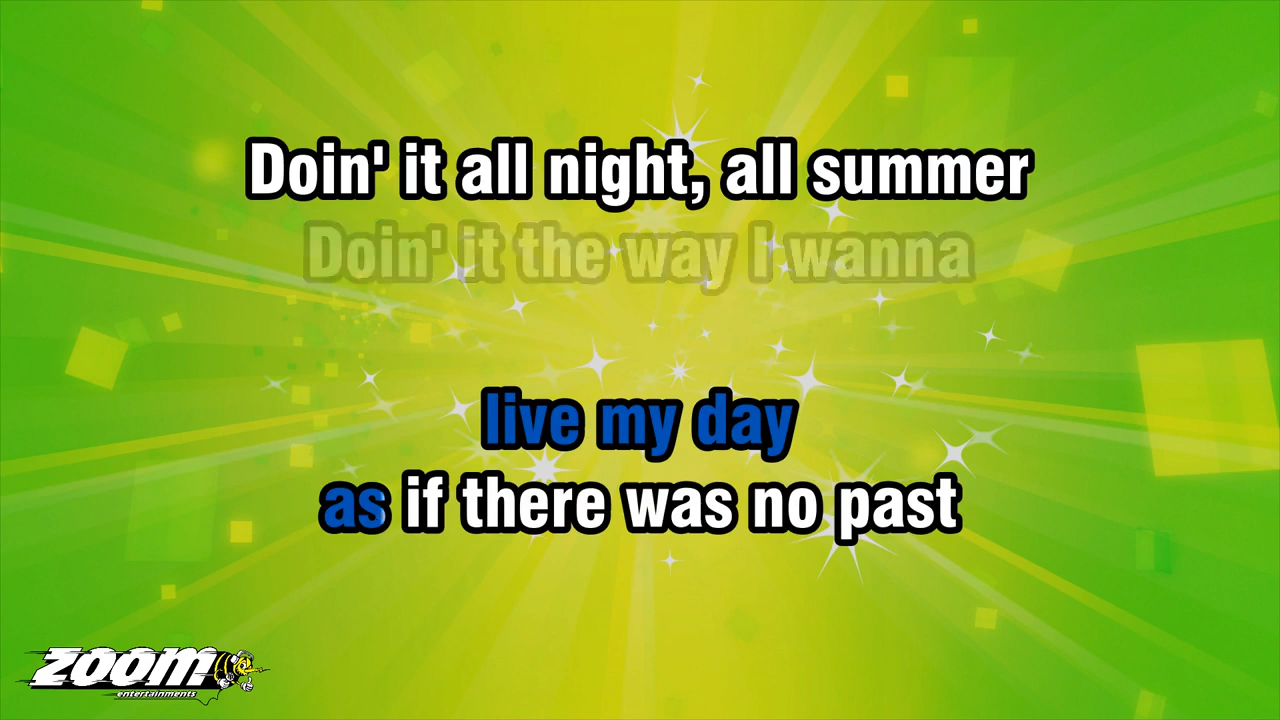 Doin' it all night, all summer
Doin' it the way I wanna
live my day
as if there was no past
ZOOM
entertainments